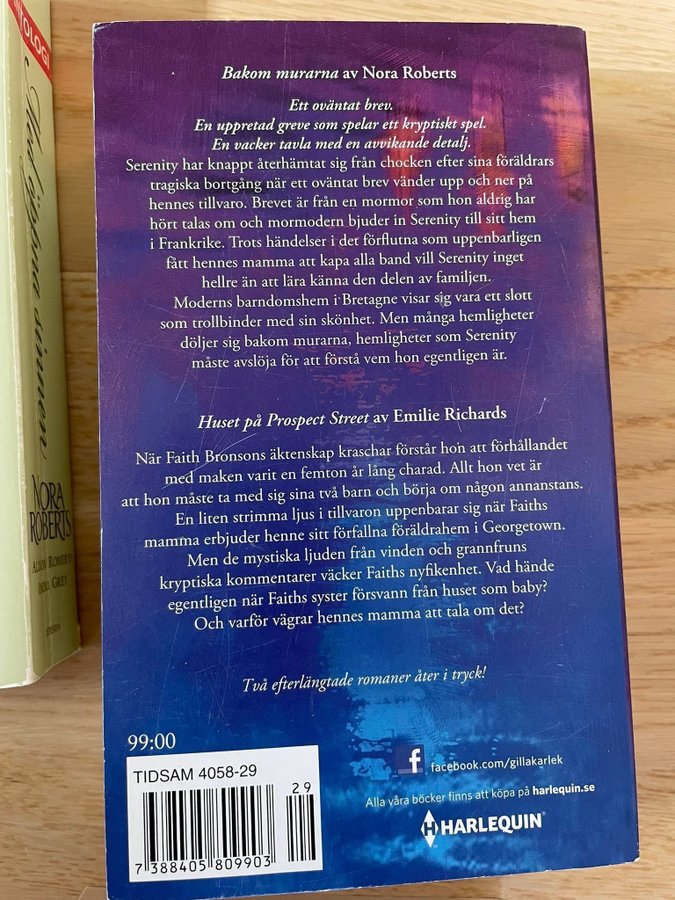 Bakom murarna av Nora Roberts
Ett oväntat brev.
En uppretad greve som spelar ett kryptiskt spel.
En vacker tavla med en avvikande detalj.
Serenity har knappt återhämtat sig från chocken efter sina föräldrars
tragiska bortgång när ett oväntat brev vänder upp och ner på
hennes tillvaro. Brevet är från en mormor som hon aldrig har
hört talas om och mormodern bjuder in Serenity till sitt hem
i Frankrike. Trots händelser i det förflutna som uppenbarligen
fått hennes mamma att kapa alla band vill Serenity inget
hellre än att lära känna den delen av familjen.
Moderns barndomshem i Bretagne visar sig vara ett slott
som trollbinder med sin skönhet. Men många hemligheter
döljer sig bakom murarna, hemligheter som Serenity
måste avslöja för att förstå vem hon egentligen är.
Huset på Prospect Street av Emilie Richards
När Faith Bronsons äktenskap kraschar förstår hon att förhållandet
med maken varit en femton år lång charad. Allt hon vet är
att hon måste ta med sig sina två barn och börja om någon annanstans.
En liten strimma ljus i tillvaron uppenbarar sig när Faiths
mamma erbjuder henne sitt förfallna föräldrahem i Georgetown.
Men de mystiska ljuden från vinden och grannfruns
kryptiska kommentarer väcker Faiths nyfikenhet. Vad hände
egentligen när Faiths syster försvann från huset som baby?
Och varför vägrar hennes mamma att tala om det?
Två efterlängtade romaner åter i tryck!
99:00
TIDSAM 4058-29
29
7 388405 809903
f facebook.com/gillakarlek
Alla våra böcker finns att köpa på harlequin.se
H HARLEQUIN
sinnen
NORA
ROBERTS